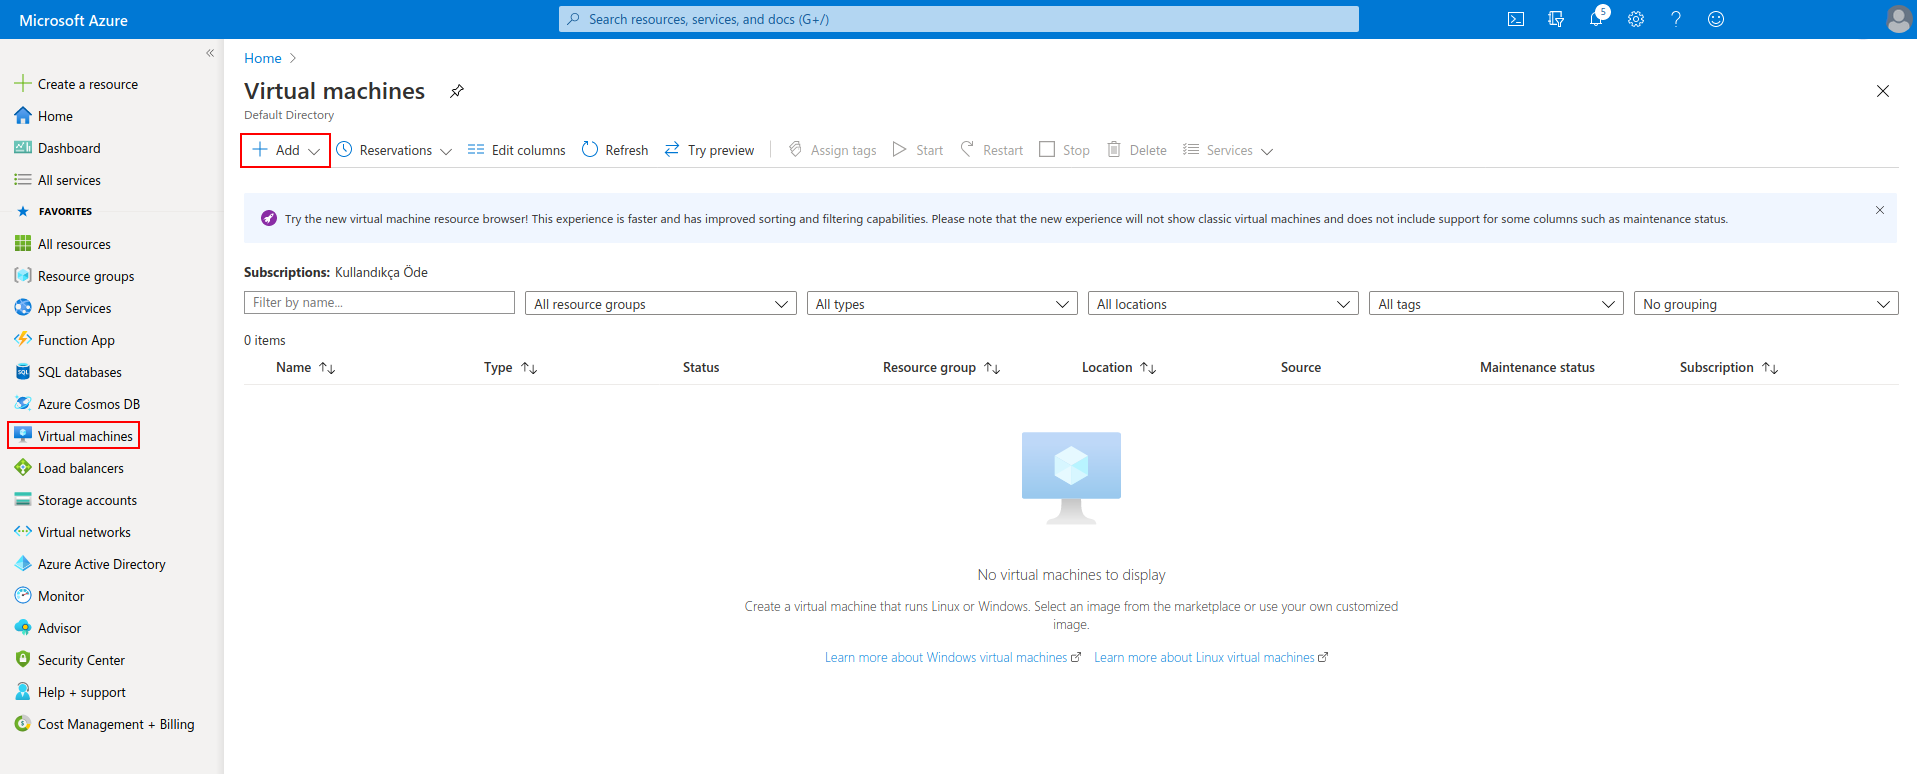 Microsoft Azure
Search resources, services, and docs (G+/)
5
Create a resource
Home
Dashboard
All services
FAVORITES
All resources
Resource groups
App Services
Function App
SQL databases
Azure Cosmos DB
Virtual machines
Load balancers
Storage accounts
Virtual networks
Azure Active Directory
Monitor
Advisor
Security Center
Help + support
Cost Management + Billing
Home
Virtual machines
Default Directory
Add Reservations Edit columns Refresh Try preview Assign tags Start Restart Stop Delete Services
Try the new virtual machine resource browser! This experience is faster and has improved sorting and filtering capabilities. Please note that the new experience will not show classic virtual machines and does not include support for some columns such as maintenance status.
Subscriptions: Kullandıkça Öde
Filter by name... All resource groups All types All locations All tags No grouping
0 items
Name Type Status Resource group Location Source Maintenance status Subscription
No virtual machines to display
Create a virtual machine that runs Linux or Windows. Select an image from the marketplace or use your own customized
image.
Learn more about Windows virtual machines Learn more about Linux virtual machines